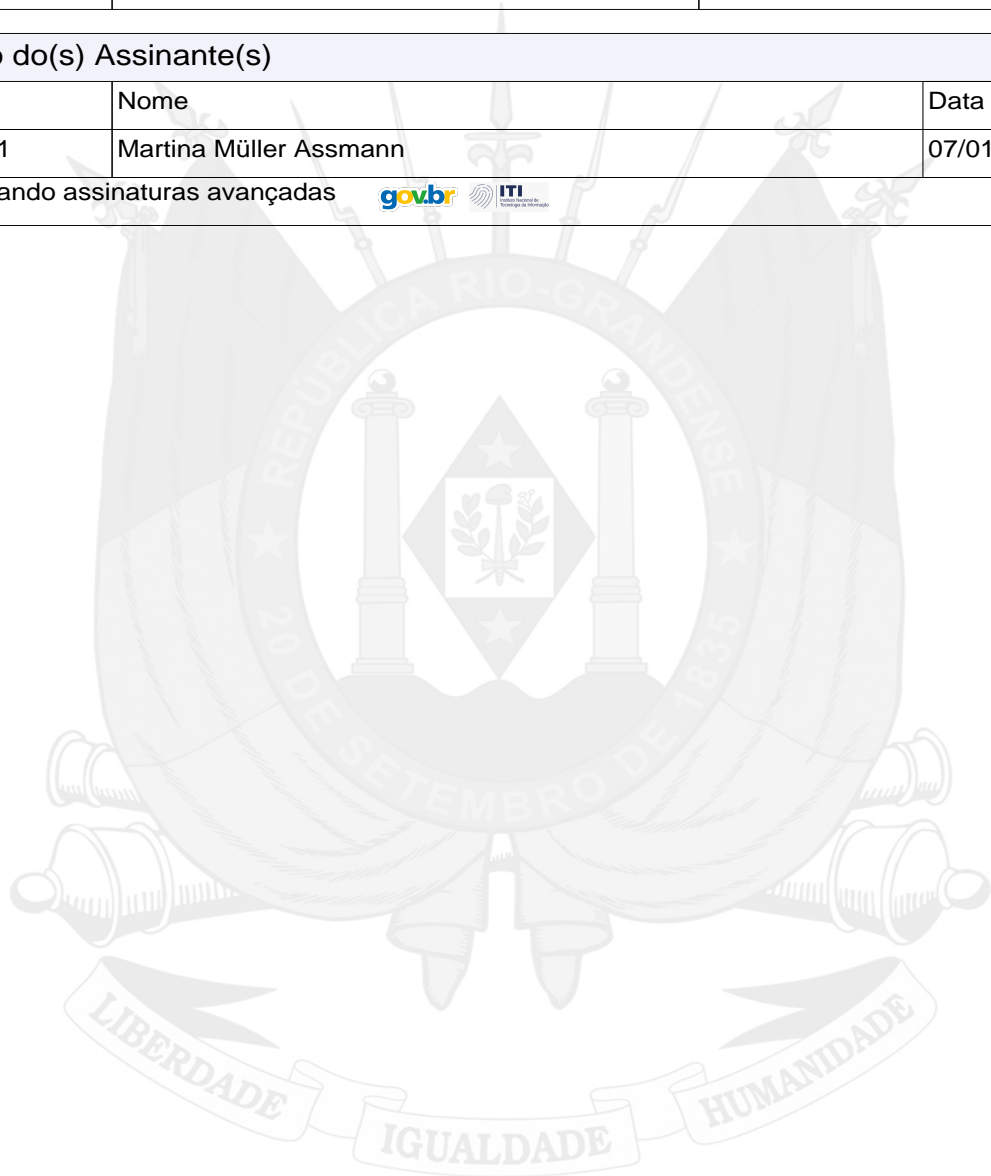 o do(s) Assinante(s)
Nome Data
1 Martina Müller Assmann 07/01
ando assinaturas avançadas gov.br ITI
REPÚBLICA RIO-GRANDENSE
20 DE SETEMBRO DE 1835
LIBERDADE IGUALDADE HUMANIDADE